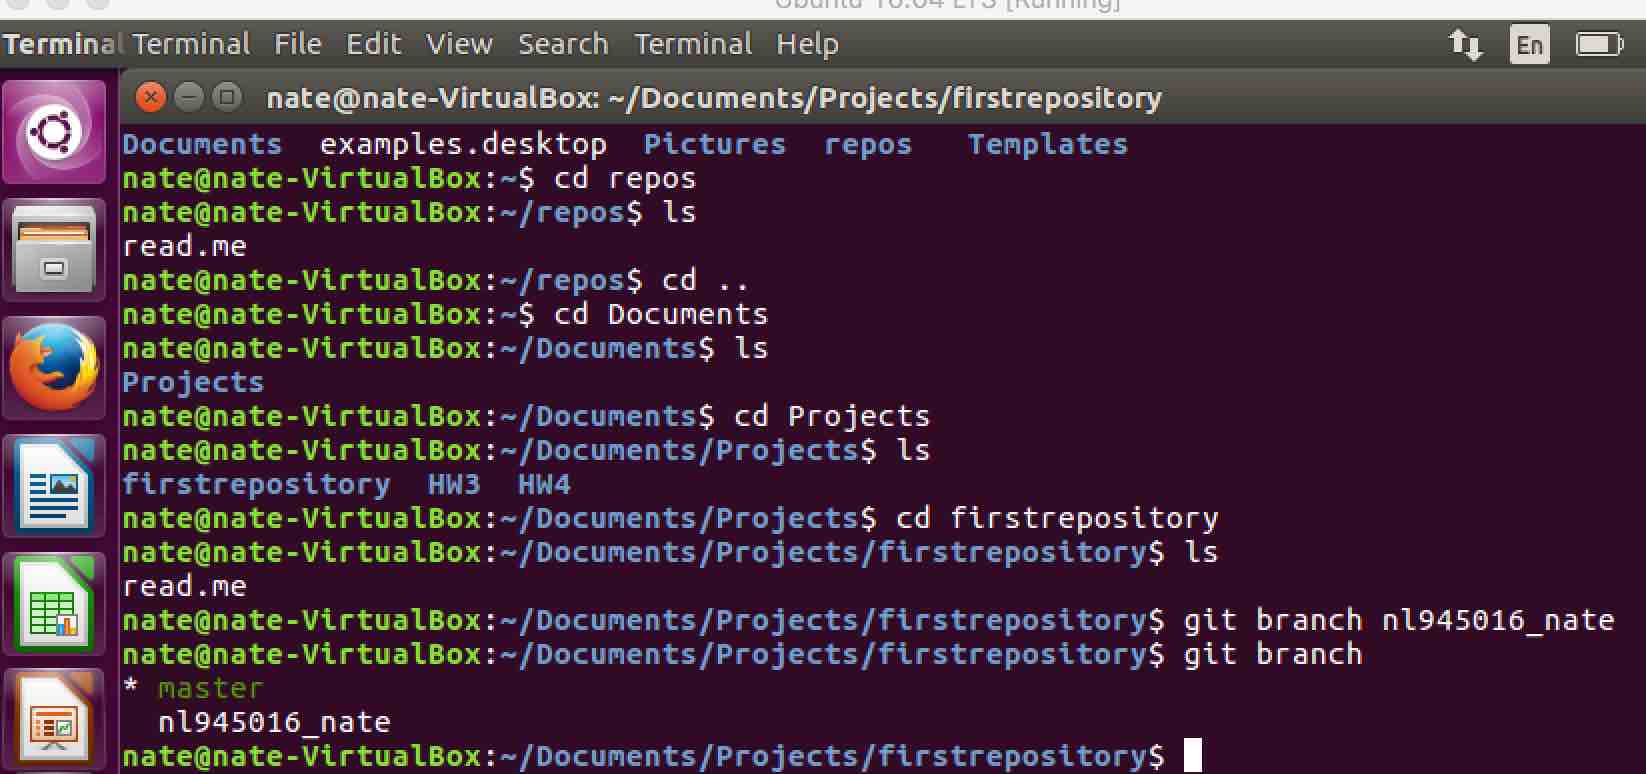 Ubuntu 16.04 LTS [Running]
Terminal Terminal File Edit View Search Terminal Help En
nate@nate-VirtualBox: ~/Documents/Projects/firstrepository
Documents examples.desktop Pictures repos Templates
nate@nate-VirtualBox:~$ cd repos
nate@nate-VirtualBox:~/repos$ ls
read.me
nate@nate-VirtualBox:~/repos$ cd ..
nate@nate-VirtualBox:~$ cd Documents
nate@nate-VirtualBox:~/Documents$ ls
Projects
nate@nate-VirtualBox:~/Documents$ cd Projects
nate@nate-VirtualBox:~/Documents/Projects$ ls
firstrepository HW3 HW4
nate@nate-VirtualBox:~/Documents/Projects$ cd firstrepository
nate@nate-VirtualBox:~/Documents/Projects/firstrepository$ ls
read.me
nate@nate-VirtualBox:~/Documents/Projects/firstrepository$ git branch nl945016_nate
nate@nate-VirtualBox:~/Documents/Projects/firstrepository$ git branch
* master
  nl945016_nate
nate@nate-VirtualBox:~/Documents/Projects/firstrepository$